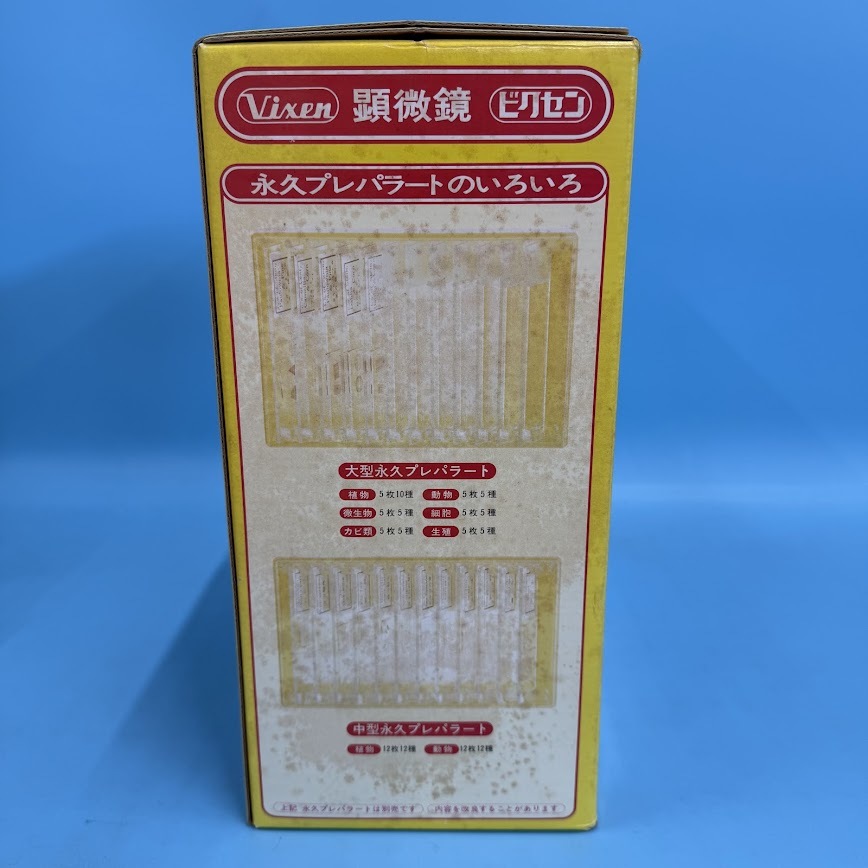 Vixen 顕微鏡 ビクセン
永久プレパラートのいろいろ
大型永久プレパラート
植物 5枚10種 動物 5枚5種
微生物 5枚5種 細胞 5枚5種
カビ類 5枚5種 生殖 5枚5種
中型永久プレパラート
植物 12枚12種 動物 12枚12種
上記 永久プレパラートは別売です 内容を改良することがあります